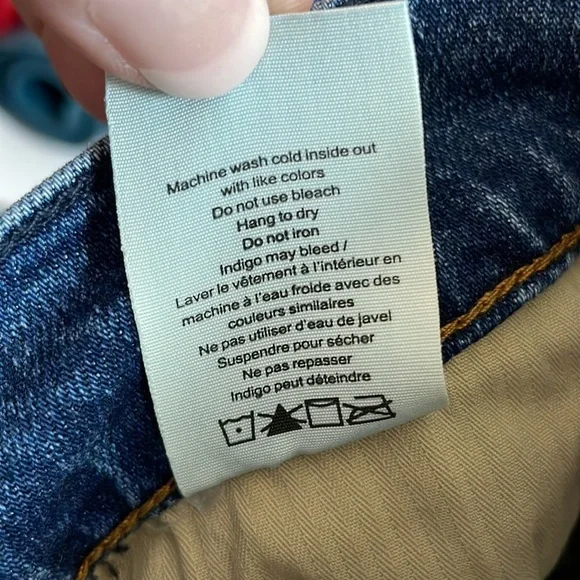 Machine wash cold inside out
with like colors
Do not use bleach
Hang to dry
Do not iron
Indigo may bleed /
Laver le vêtement à l'intérieur en
machine à l'eau froide avec des
couleurs similaires
Ne pas utiliser d'eau de javel
Suspendre pour sécher
Ne pas repasser
Indigo peut déteindre